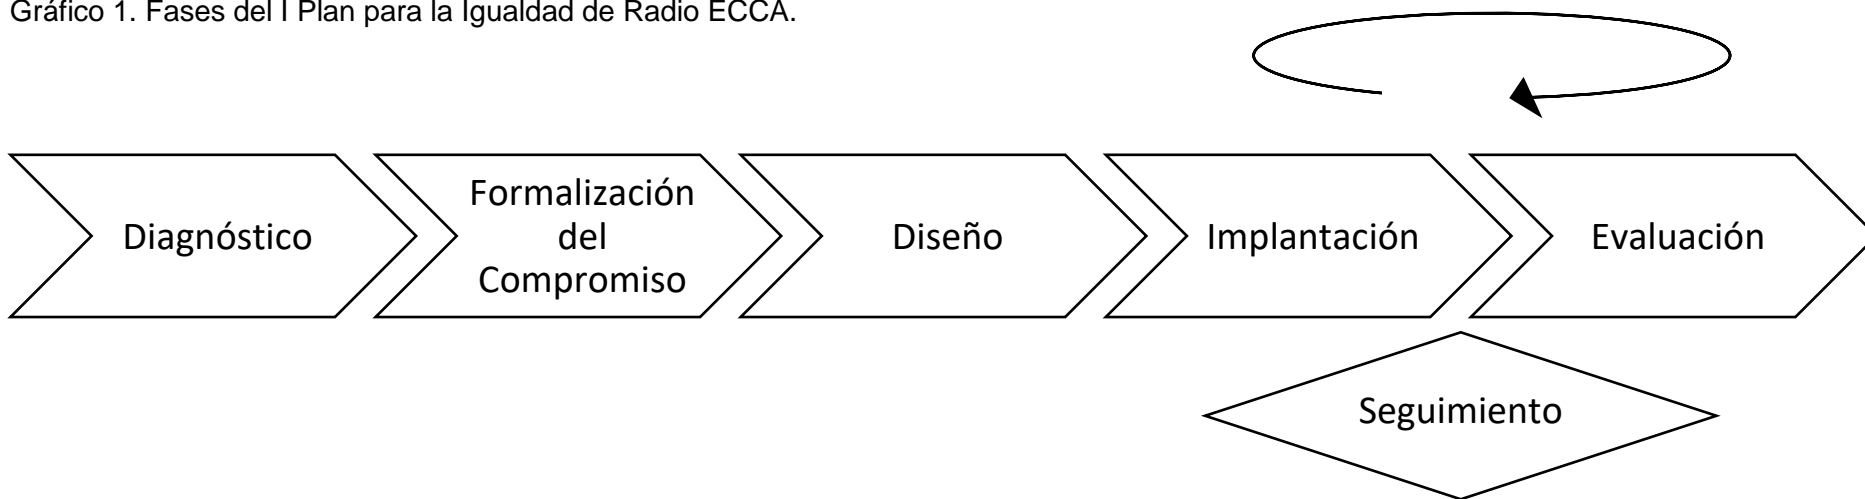 Gráfico 1. Fases del I Plan para la Igualdad de Radio ECCA.
Diagnóstico
Formalización
del
Compromiso
Diseño
Implantación
Evaluación
Seguimiento